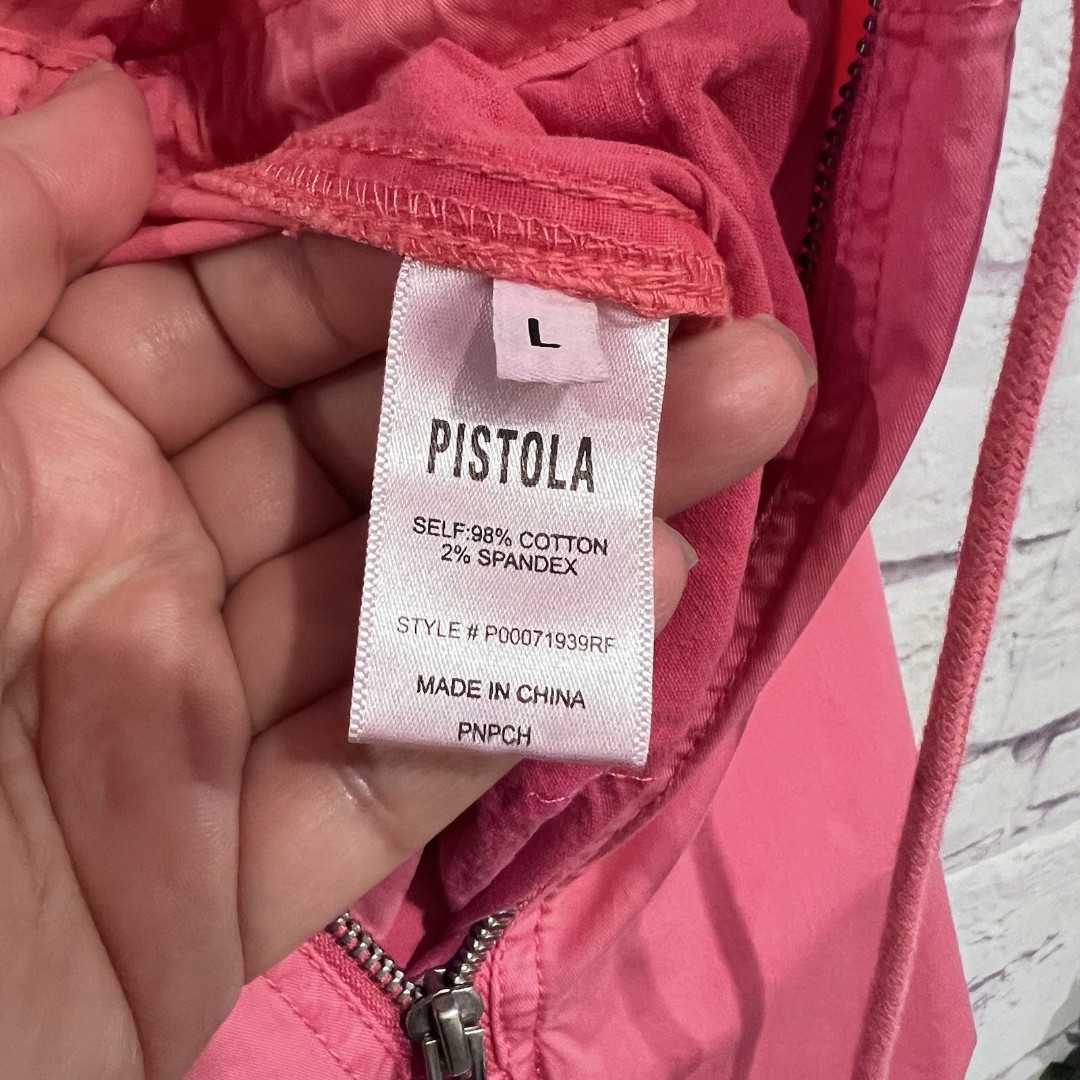 L
PISTOLA
SELF:98% COTTON
2% SPANDEX
STYLE # P00071939RF
MADE IN CHINA
PNPCH